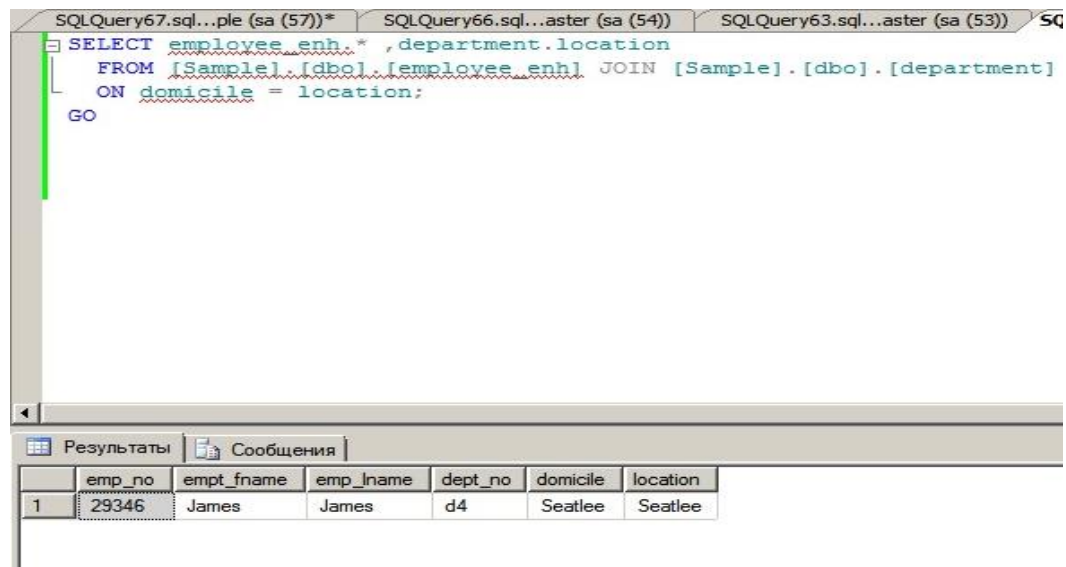 SQLQuery67.sql...ple (sa (57))* SQLQuery66.sql...aster (sa (54)) SQLQuery63.sql...aster (sa (53)) SQ
SELECT employee_enh.* ,department.location
FROM [Sample].[dbo].[employee_enh] JOIN [Sample].[dbo].[department]
ON domicile = location;
GO
Результаты Сообщения
emp_no empt_fname emp_lname dept_no domicile location
1 29346 James James d4 Seatlee Seatlee